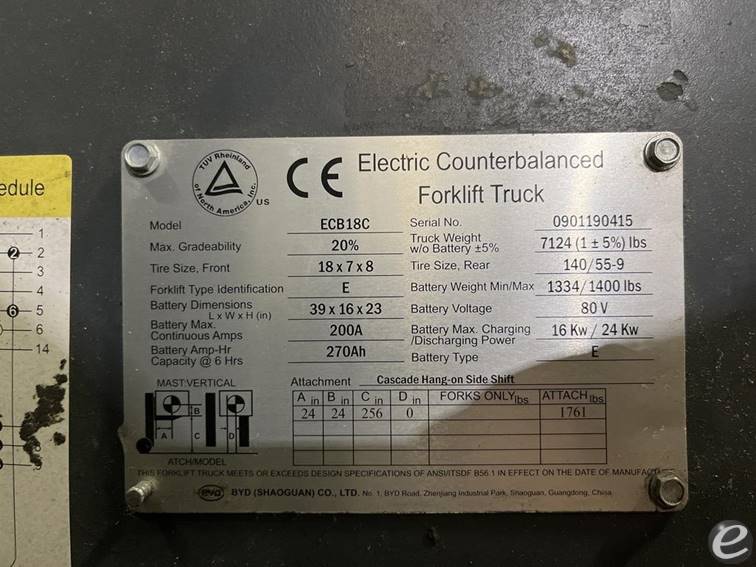 edule
1
2
2
3
4
6
5
6
14
TÜV Rheinland
of North America, Inc.
US
CE Electric Counterbalanced
Forklift Truck
Model ECB18C Serial No. 0901190415
Max. Gradeability 20% Truck Weight w/o Battery ±5% 7124 (1 ± 5%) lbs
Tire Size, Front 18 x 7 x 8 Tire Size, Rear 140/55-9
Forklift Type Identification E Battery Weight Min/Max 1334/1400 lbs
Battery Dimensions L x W x H (in) 39 x 16 x 23 Battery Voltage 80 V
Battery Max. Continuous Amps 200A Battery Max. Charging /Discharging Power 16 Kw / 24 Kw
Battery Amp-Hr Capacity @ 6 Hrs 270Ah Battery Type E
MAST:VERTICAL Attachment Cascade Hang-on Side Shift
A in B in C in D in FORKS ONLY lbs ATTACH lbs
24 24 256 0 1761
B
A C D
ATCH/MODEL
THIS FORKLIFT TRUCK MEETS OR EXCEEDS DESIGN SPECIFICATIONS OF ANSI/ITSDF B56.1 IN EFFECT ON THE DATE OF MANUFAC
BYD BYD (SHAOGUAN) CO., LTD. No. 1, BYD Road, Zhenjiang Industrial Park, Shaoguan, Guangdong, China
e